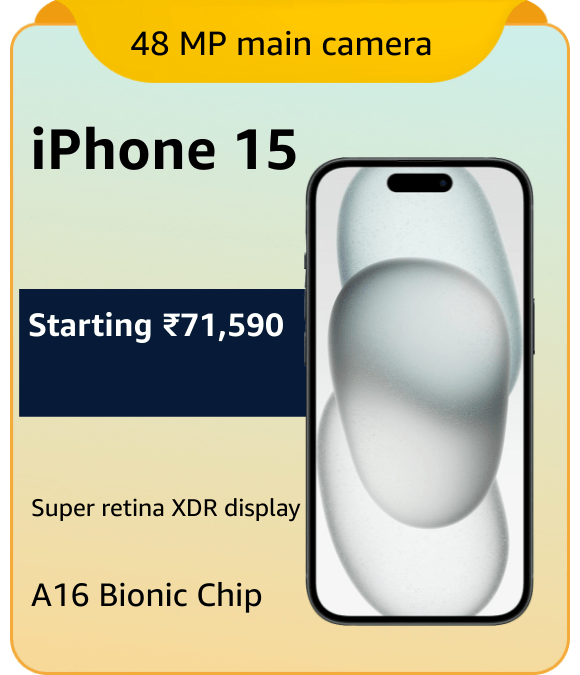 48 MP main camera
iPhone 15
Starting ₹71,590
Super retina XDR display
A16 Bionic Chip